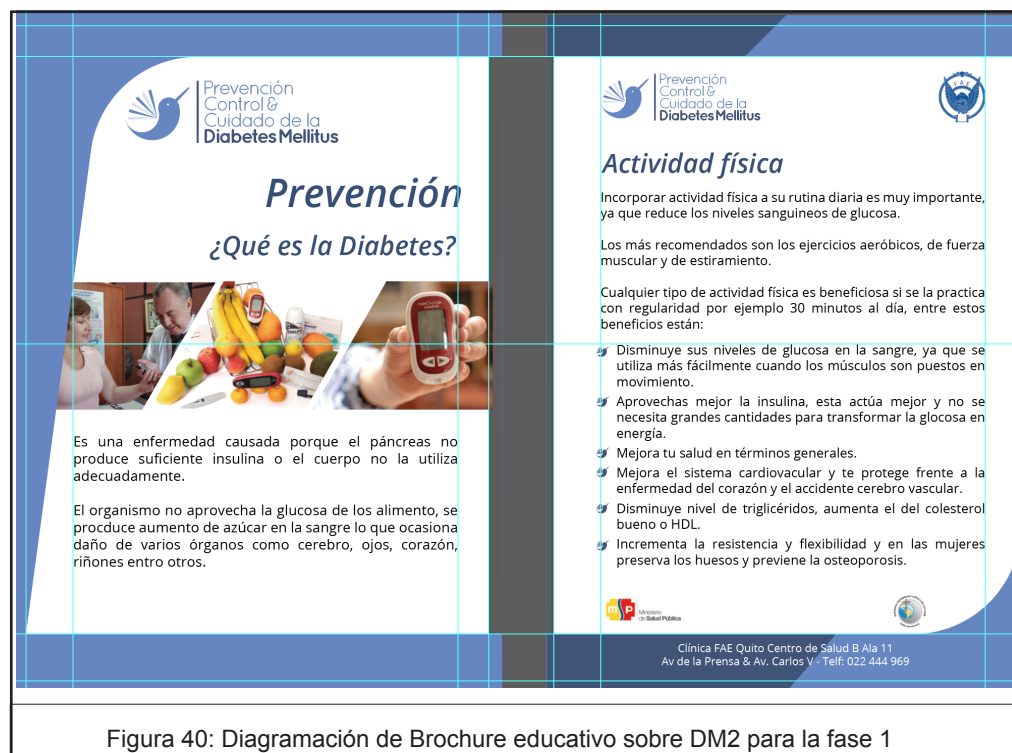 Prevención
Control &
Cuidado de la
Diabetes Mellitus
Prevención
¿Qué es la Diabetes?
Es una enfermedad causada porque el páncreas no
produce suficiente insulina o el cuerpo no la utiliza
adecuadamente.
El organismo no aprovecha la glucosa de los alimento, se
procduce aumento de azúcar en la sangre lo que ocasiona
daño de varios órganos como cerebro, ojos, corazón,
riñones entro otros.
Prevención
Control &
Cuidado de la
Diabetes Mellitus
Actividad física
Incorporar actividad física a su rutina diaria es muy importante,
ya que reduce los niveles sanguineos de glucosa.
Los más recomendados son los ejercicios aeróbicos, de fuerza
muscular y de estiramiento.
Cualquier tipo de actividad física es beneficiosa si se la practica
con regularidad por ejemplo 30 minutos al día, entre estos
beneficios están:
Disminuye sus niveles de glucosa en la sangre, ya que se
utiliza más fácilmente cuando los músculos son puestos en
movimiento.
Aprovechas mejor la insulina, esta actúa mejor y no se
necesita grandes cantidades para transformar la glocosa en
energía.
Mejora tu salud en términos generales.
Mejora el sistema cardiovacular y te protege frente a la
enfermedad del corazón y el accidente cerebro vascular.
Disminuye nivel de triglicéridos, aumenta el del colesterol
bueno o HDL.
Incrementa la resistencia y flexibilidad y en las mujeres
preserva los huesos y previene la osteoporosis.
msp
Ministerio
de Salud Pública
Clínica FAE Quito Centro de Salud B Ala 11
Av de la Prensa & Av. Carlos V - Telf: 022 444 969
Figura 40: Diagramación de Brochure educativo sobre DM2 para la fase 1